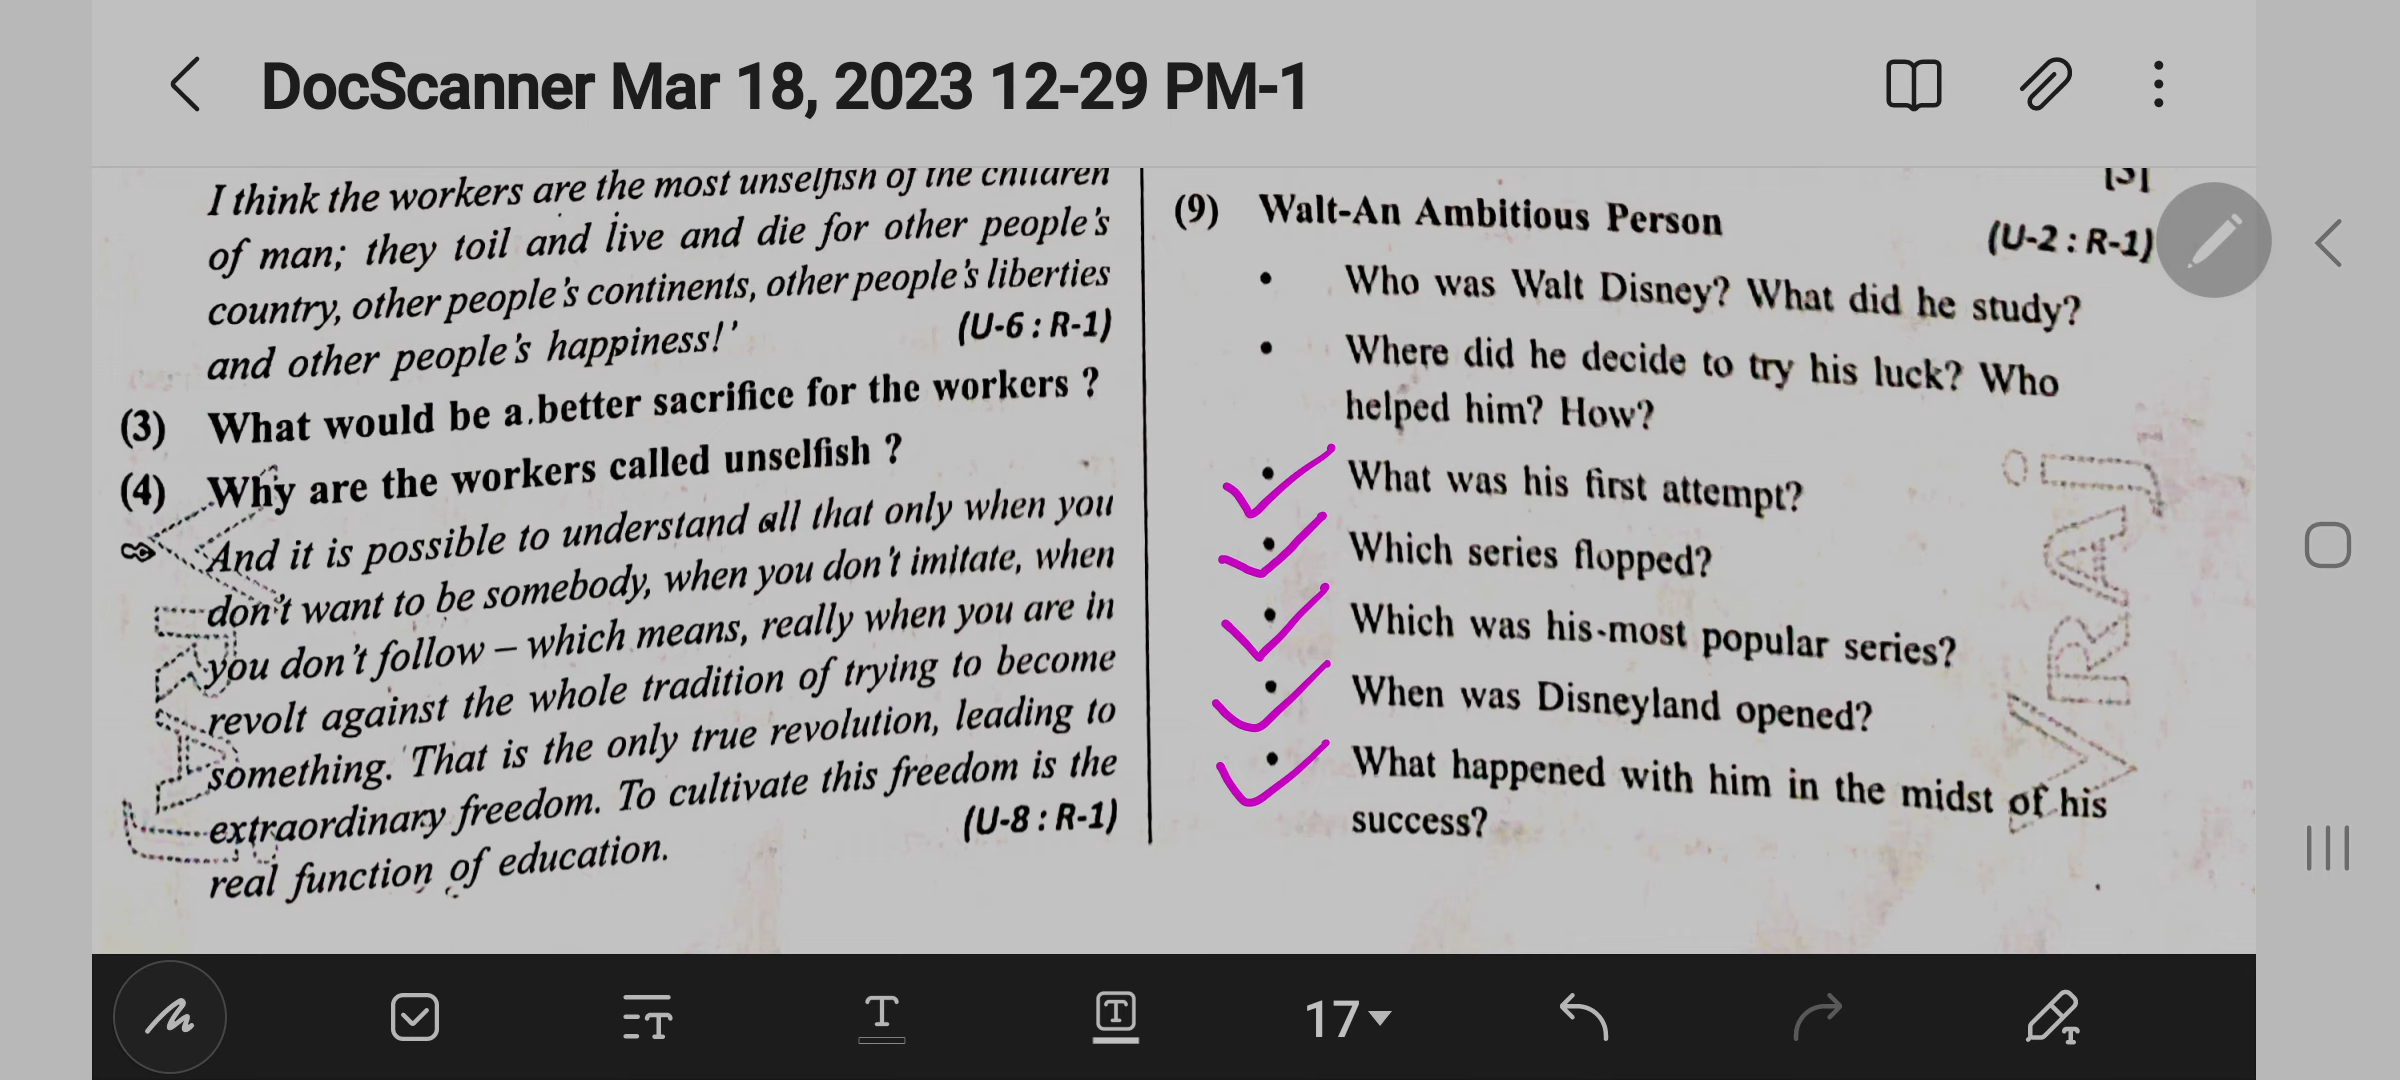 DocScanner Mar 18, 2023 12-29 PM-1
I think the workers are the most unselfish of the children
of man; they toil and live and die for other people's
country, other people's continents, other people's liberties
and other people's happiness!'
(U-6 : R-1)
(3) What would be a better sacrifice for the workers ?
(4) Why are the workers called unselfish ?
And it is possible to understand all that only when you
don't want to be somebody, when you don't imitate, when
you don't follow – which means, really when you are in
revolt against the whole tradition of trying to become
something. That is the only true revolution, leading to
extraordinary freedom. To cultivate this freedom is the
real function of education.
(U-8 : R-1)
[5]
(9) Walt-An Ambitious Person
(U-2 : R-1)
• Who was Walt Disney? What did he study?
• Where did he decide to try his luck? Who
helped him? How?
• What was his first attempt?
• Which series flopped?
• Which was his-most popular series?
• When was Disneyland opened?
• What happened with him in the midst of his
success?
VIRAJ
17